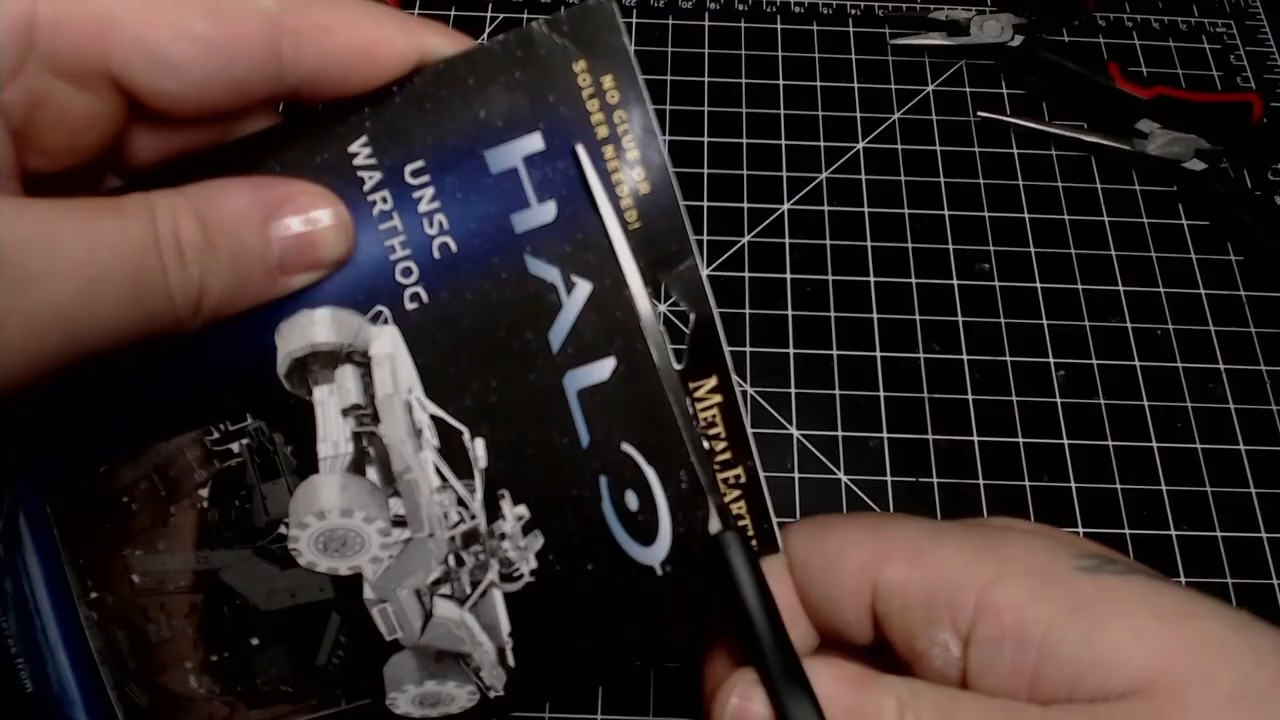 NO GLUE OR
SOLDER NEEDED!
HALO
UNSC
WARTHOG
METAL EARTH